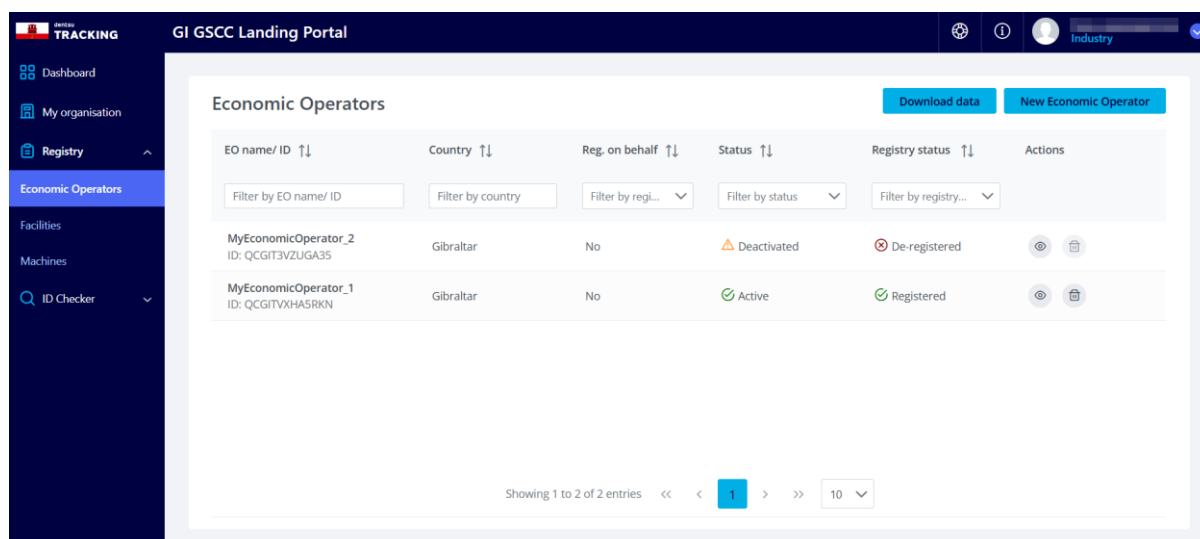 dentsu
TRACKING
GI GSCC Landing Portal
Industry
Dashboard
My organisation
Registry
Economic Operators
Facilities
Machines
ID Checker
Economic Operators
Download data
New Economic Operator
EO name/ ID
Country
Reg. on behalf
Status
Registry status
Actions
Filter by EO name/ ID
Filter by country
Filter by regi...
Filter by status
Filter by registry...
MyEconomicOperator_2
ID: QCGIT3VZUGA35
Gibraltar
No
Deactivated
De-registered
MyEconomicOperator_1
ID: QCGITVXHA5RKN
Gibraltar
No
Active
Registered
Showing 1 to 2 of 2 entries
<< < 1 > >>
10